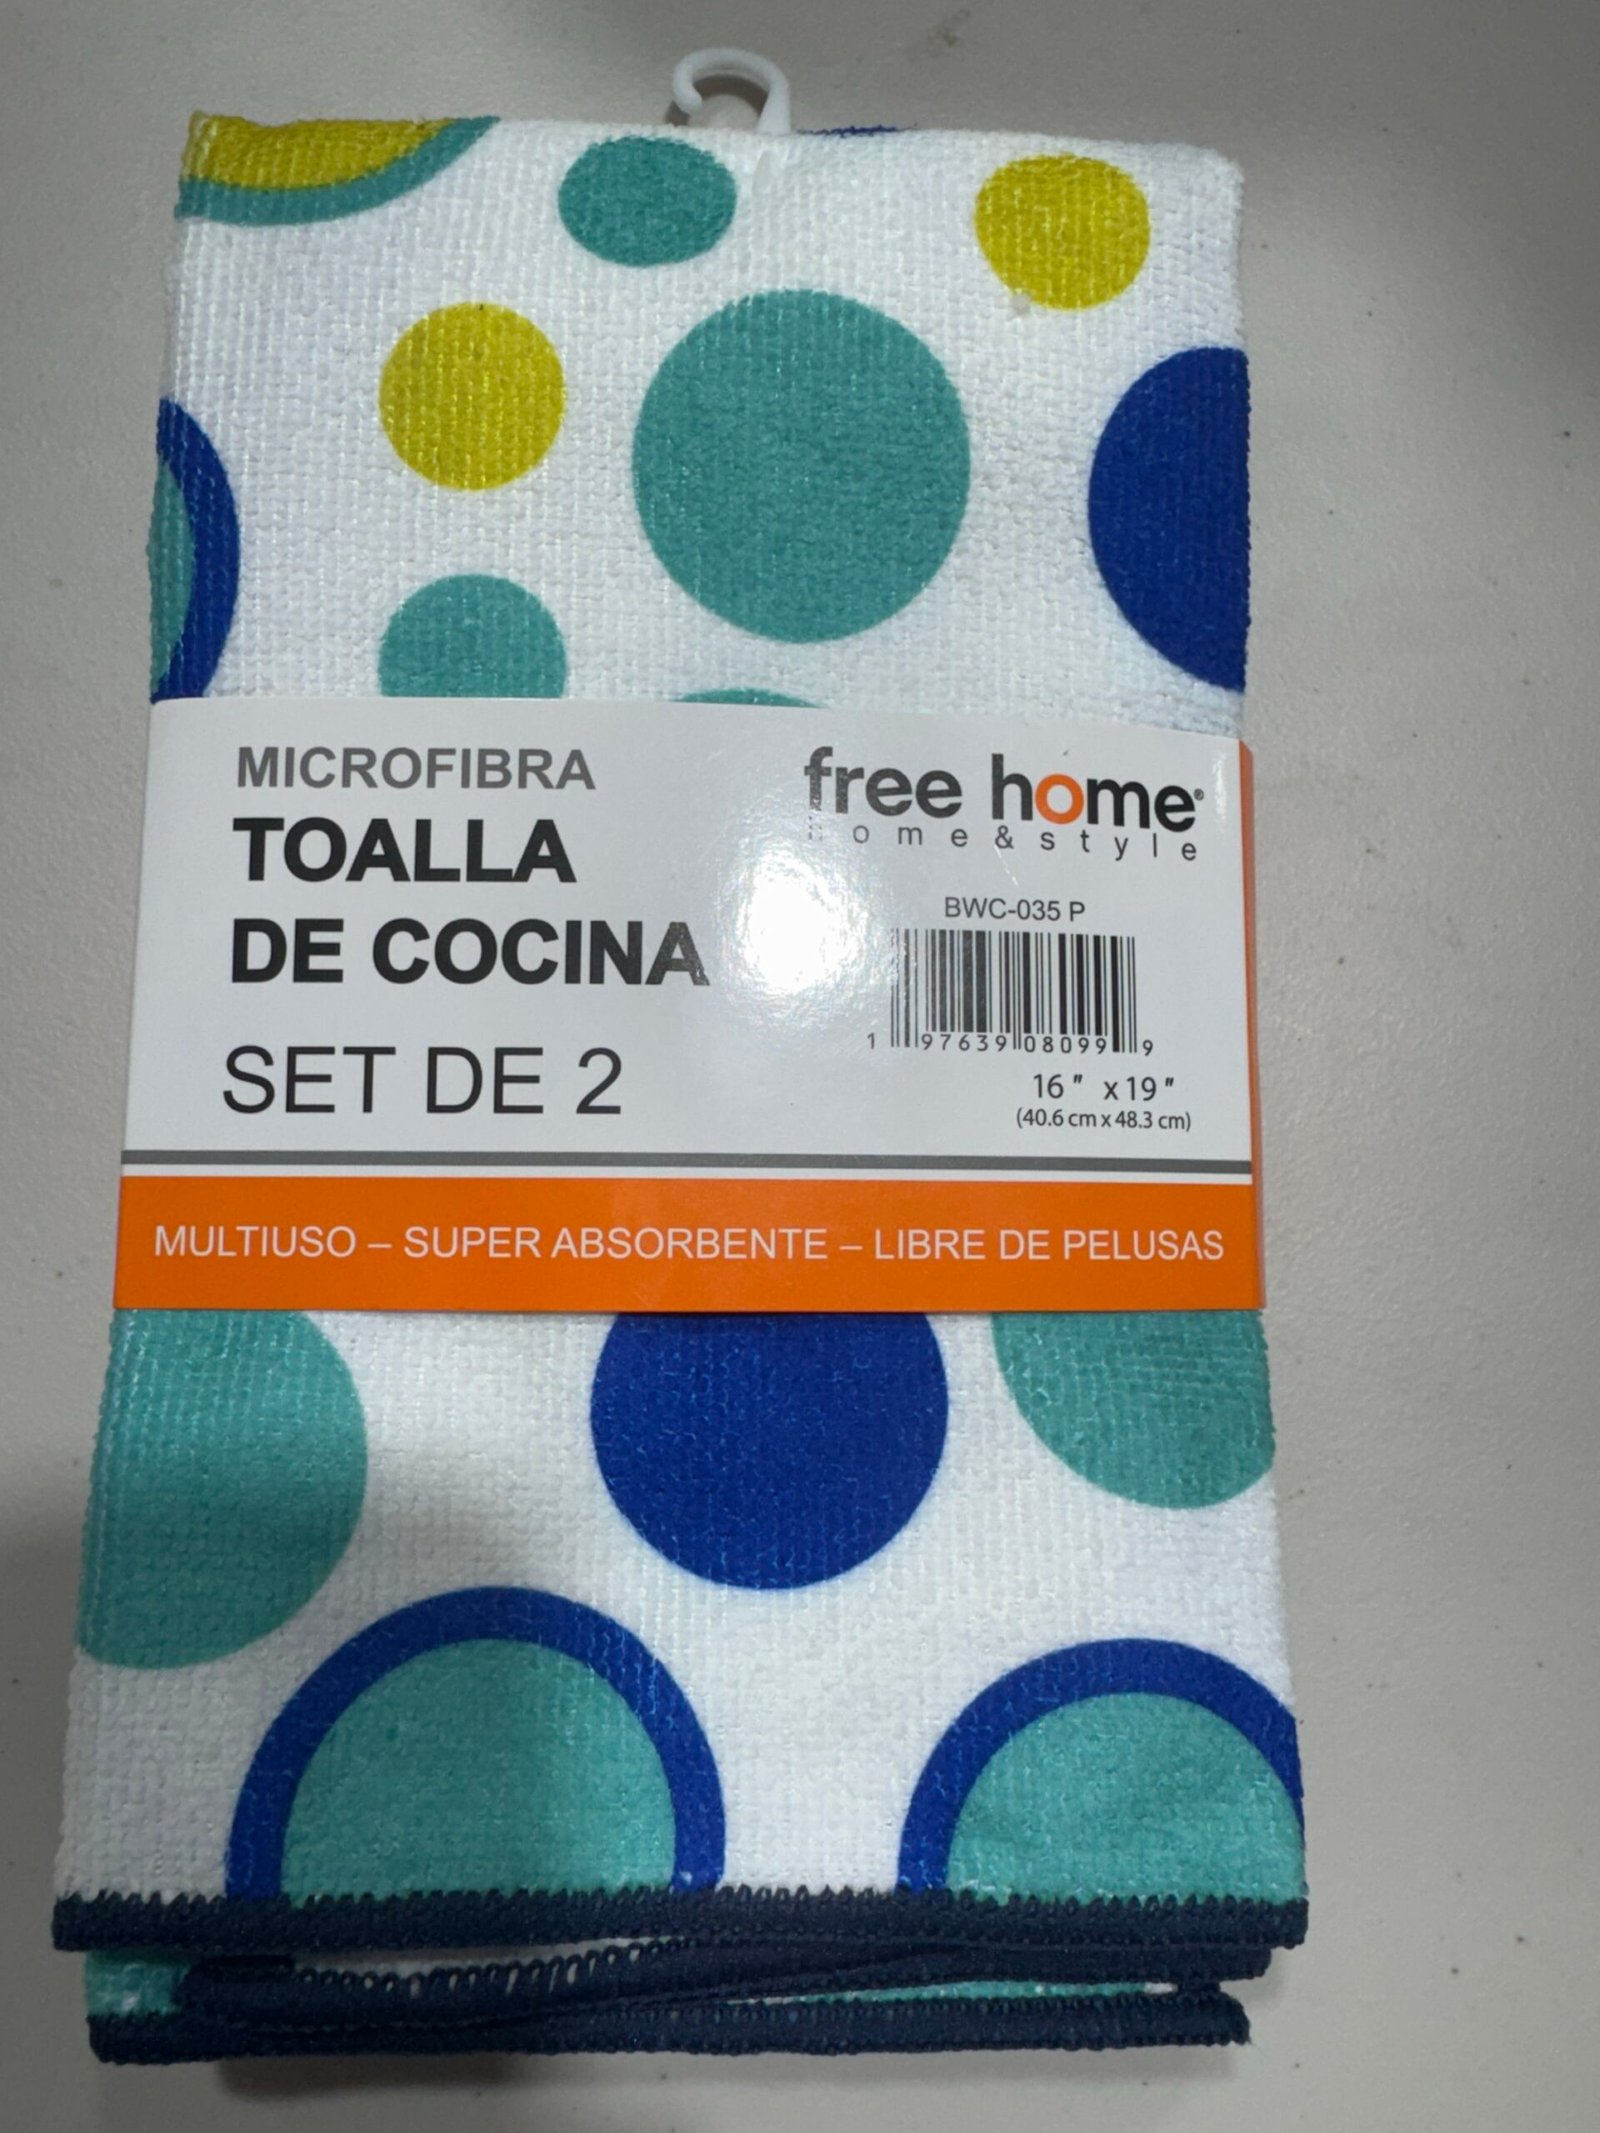 MICROFIBRA
TOALLA
DE COCINA
SET DE 2
free home®
home & style
BWC-035 P
1 97639 08099 9
16" x 19"
(40.6 cm x 48.3 cm)
MULTIUSO – SUPER ABSORBENTE – LIBRE DE PELUSAS